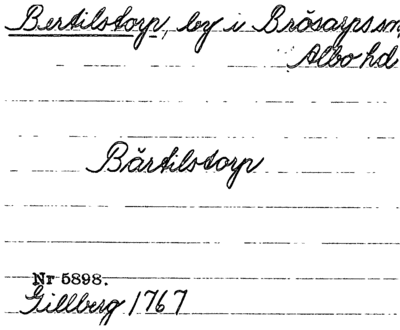 Bertilstorp, by i Brösarps sn,
Albo hd
Bärtilstorp
Nr 5898.
Gillberg 1767